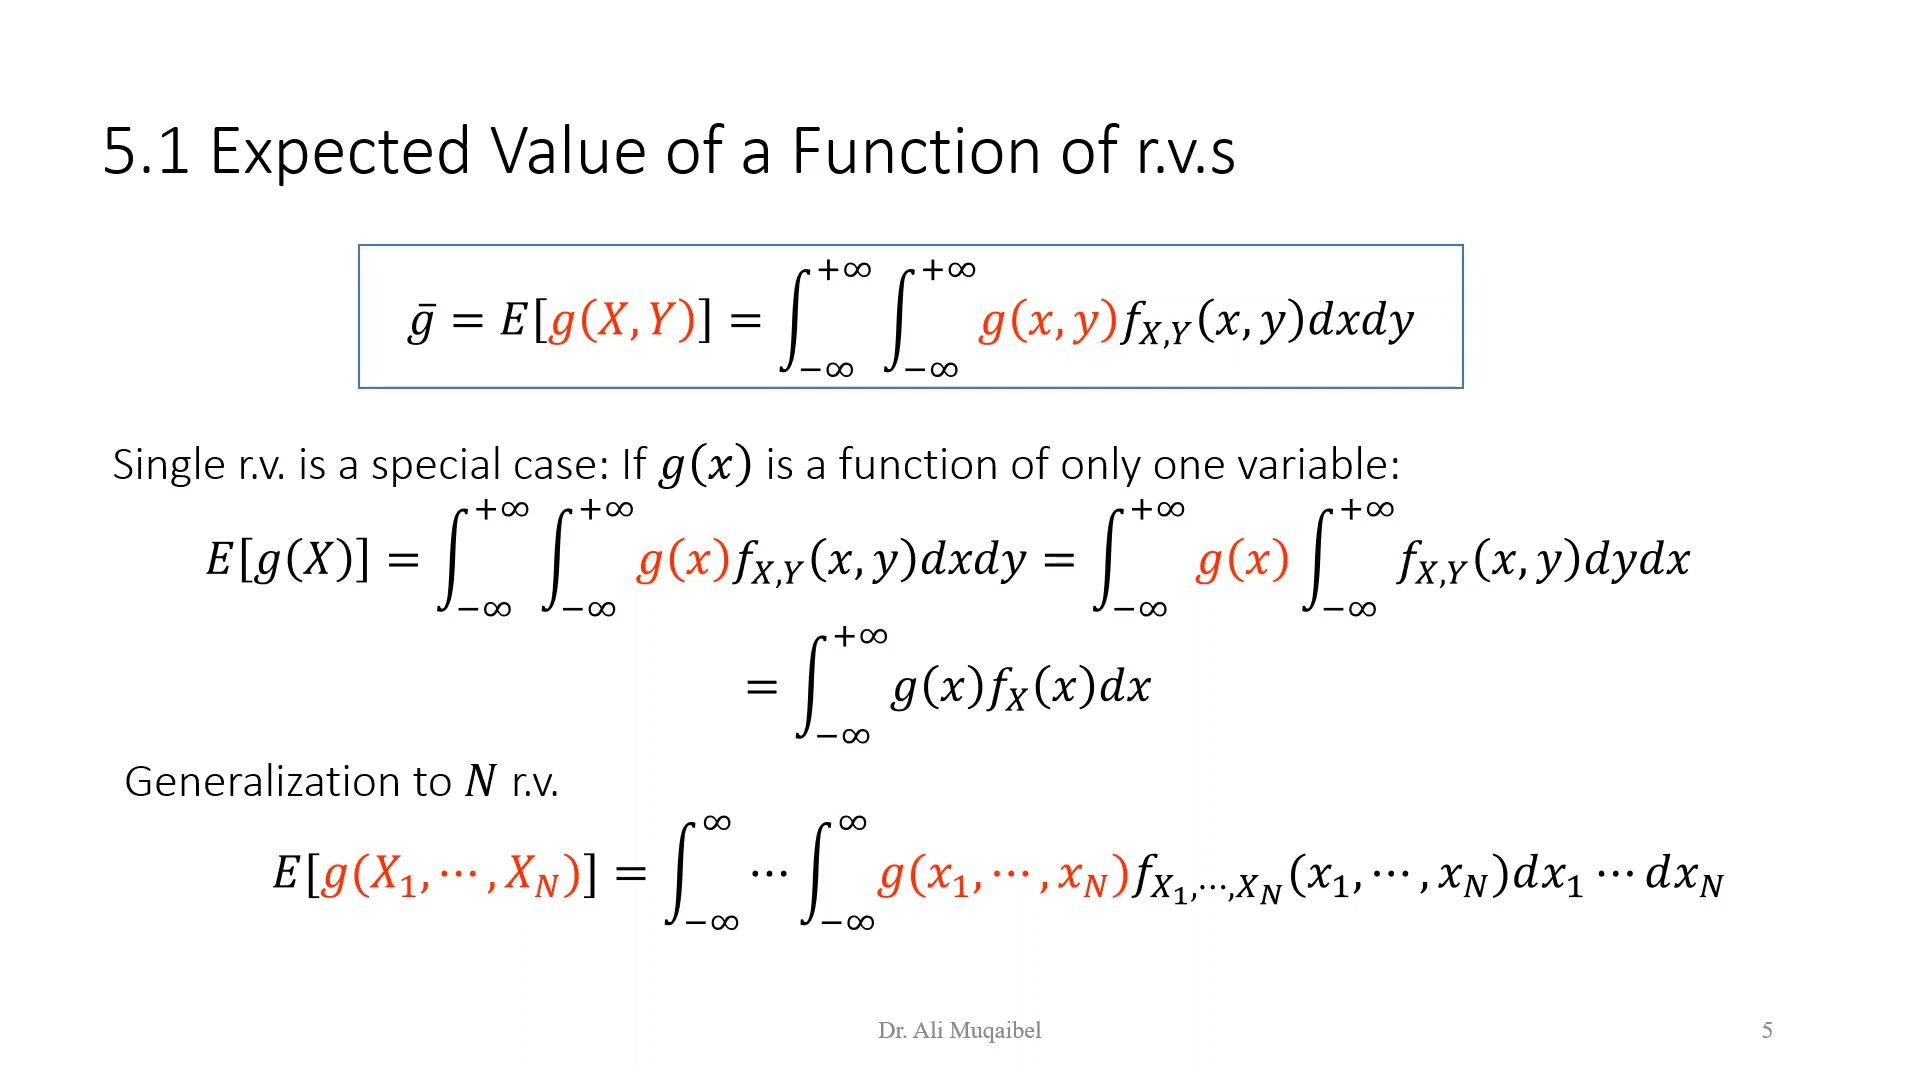 5.1 Expected Value of a Function of r.v.s
ḡ = E[g(X, Y)] = ∫_{−∞}^{+∞} ∫_{−∞}^{+∞} g(x, y)f_{X,Y}(x, y)dxdy
Single r.v. is a special case: If g(x) is a function of only one variable:
E[g(X)] = ∫_{−∞}^{+∞} ∫_{−∞}^{+∞} g(x)f_{X,Y}(x, y)dxdy = ∫_{−∞}^{+∞} g(x) ∫_{−∞}^{+∞} f_{X,Y}(x, y)dydx
= ∫_{−∞}^{+∞} g(x)f_X(x)dx
Generalization to N r.v.
E[g(X_1, ⋯ , X_N)] = ∫_{−∞}^{∞} ⋯ ∫_{−∞}^{∞} g(x_1, ⋯ , x_N)f_{X_1,⋯,X_N}(x_1, ⋯ , x_N)dx_1 ⋯ dx_N
Dr. Ali Muqaibel
5